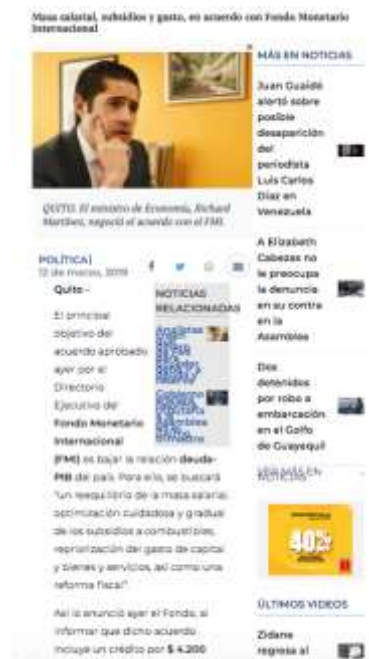 Masa salarial, subsidios y gasto, en acuerdo con Fondo Monetario
Internacional
QUITO. El ministro de Economía, Richard
Martínez, negoció el acuerdo con el FMI.
POLÍTICA|
12 de marzo, 2019
Quito.-
El principal
objetivo del
acuerdo aprobado
ayer por el
Directorio
Ejecutivo del
Fondo Monetario
Internacional
(FMI) es bajar la relación deuda-
PIB del país. Para ello, se buscará
"un reequilibrio de la masa salarial,
optimización cuidadosa y gradual
de los subsidios a combustibles,
repriorización del gasto de capital
y bienes y servicios, así como una
reforma fiscal".
Así lo anunció ayer el Fondo, al
informar que dicho acuerdo
incluye un crédito por $ 4.200
NOTICIAS
RELACIONADAS
MÁS EN NOTICIAS
Juan Guaidó
alertó sobre
posible
desaparición
del
periodista
Luis Carlos
Díaz en
Venezuela
A Elizabeth
Cabezas no
le preocupa
la denuncia
en su contra
en la
Asamblea
Dos
detenidos
por robo a
embarcación
en el Golfo
de Guayaquil
VER MÁS EN
NOTICIAS
40%
ÚLTIMOS VIDEOS
Zidane
regresa al